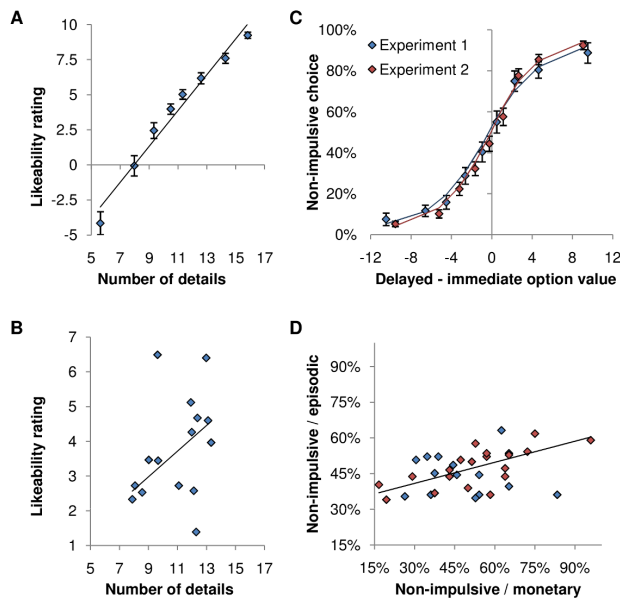 A
10
7.5
5
2.5
0
-2.5
-5
Likeability rating
5 7 9 11 13 15 17
Number of details
C
100%
80%
60%
40%
20%
0%
Non-impulsive choice
Experiment 1
Experiment 2
-12 -8 -4 0 4 8 12
Delayed - immediate option value
B
7
6
5
4
3
2
1
Likeability rating
5 7 9 11 13 15 17
Number of details
D
90%
75%
60%
45%
30%
15%
Non-impulsive / episodic
15% 30% 45% 60% 75% 90%
Non-impulsive / monetary